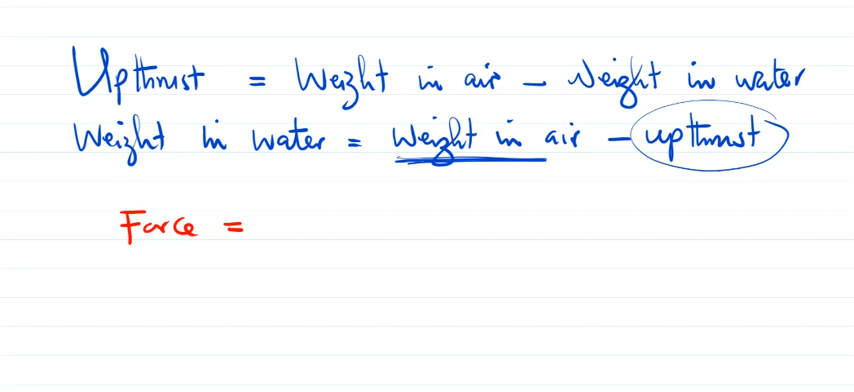 Upthrust = Weight in air - Weight in water
Weight in water = Weight in air - upthrust
Force =